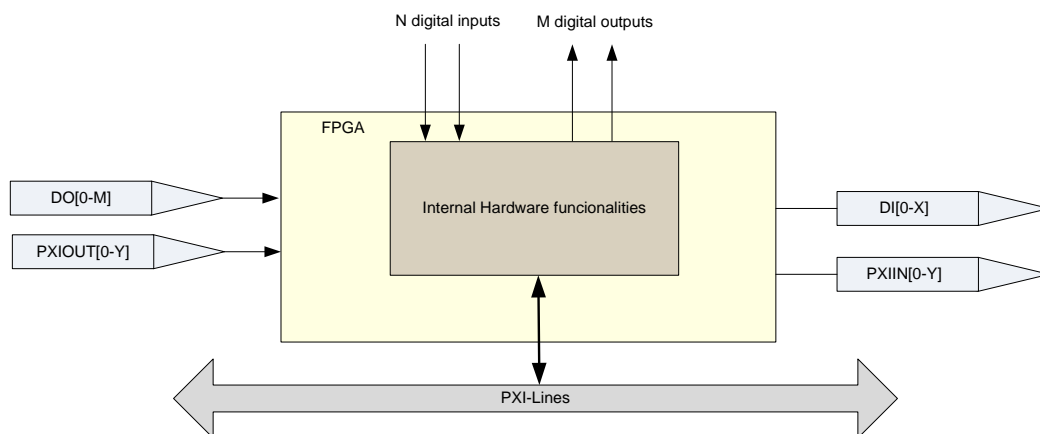 N digital inputs
M digital outputs
FPGA
DO[0-M]
Internal Hardware funcionalities
DI[0-X]
PXIOUT[0-Y]
PXIIN[0-Y]
PXI-Lines